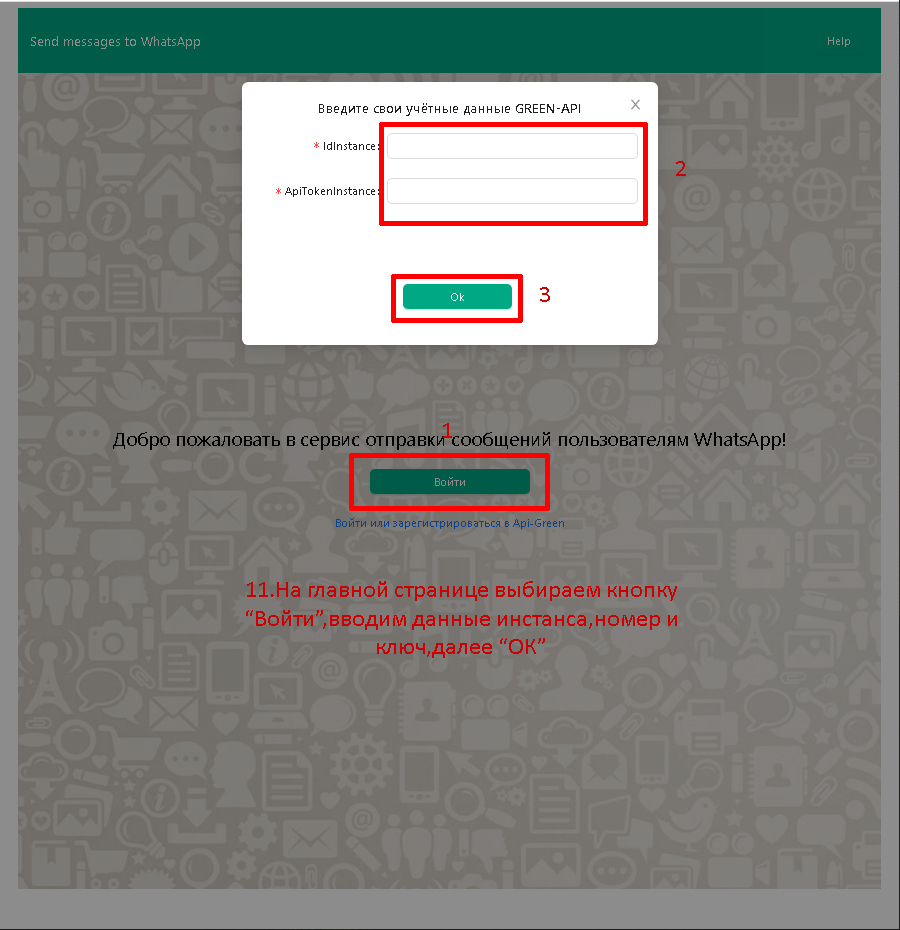 Send messages to WhatsApp
Help
Введите свои учётные данные GREEN-API
* IdInstance:
2
* ApiTokenInstance:
Ok
3
1
Добро пожаловать в сервис отправки сообщений пользователям WhatsApp!
Войти
Войти или зарегистрироваться в Api-Green
11.На главной странице выбираем кнопку
“Войти”,вводим данные инстанса,номер и
ключ,далее “ОК”